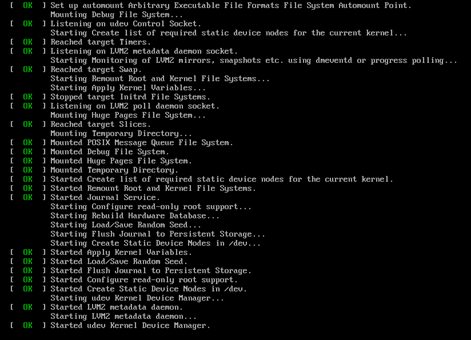 [  OK  ] Set up automount Arbitrary Executable File Formats File System Automount Point.
Mounting Debug File System...
[  OK  ] Listening on udev Control Socket.
Starting Create list of required static device nodes for the current kernel...
[  OK  ] Reached target Timers.
[  OK  ] Listening on LVM2 metadata daemon socket.
Starting Monitoring of LVM2 mirrors, snapshots etc. using dmeventd or progress polling...
[  OK  ] Reached target Swap.
Starting Remount Root and Kernel File Systems...
Starting Apply Kernel Variables...
[  OK  ] Stopped target Initrd File Systems.
[  OK  ] Listening on LVM2 poll daemon socket.
Mounting Huge Pages File System...
[  OK  ] Reached target Slices.
Mounting Temporary Directory...
[  OK  ] Mounted POSIX Message Queue File System.
[  OK  ] Mounted Debug File System.
[  OK  ] Mounted Huge Pages File System.
[  OK  ] Mounted Temporary Directory.
[  OK  ] Started Create list of required static device nodes for the current kernel.
[  OK  ] Started Remount Root and Kernel File Systems.
[  OK  ] Started Journal Service.
Starting Configure read-only root support...
Starting Rebuild Hardware Database...
Starting Load/Save Random Seed...
Starting Flush Journal to Persistent Storage...
Starting Create Static Device Nodes in /dev...
[  OK  ] Started Apply Kernel Variables.
[  OK  ] Started Load/Save Random Seed.
[  OK  ] Started Flush Journal to Persistent Storage.
[  OK  ] Started Configure read-only root support.
[  OK  ] Started Create Static Device Nodes in /dev.
Starting udev Kernel Device Manager...
[  OK  ] Started LVM2 metadata daemon.
Starting LVM2 metadata daemon...
[  OK  ] Started udev Kernel Device Manager.